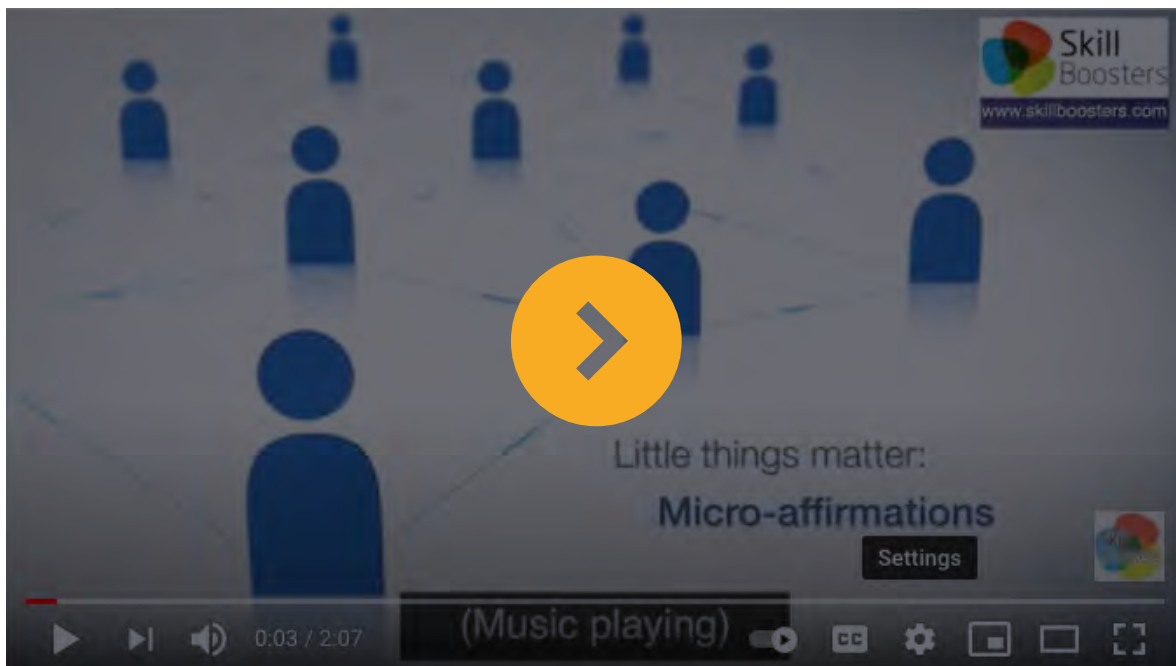 Skill
Boosters
www.skillboosters.com
Little things matter:
Micro-affirmations
Settings
(Music playing)
0:03 / 2:07
CC